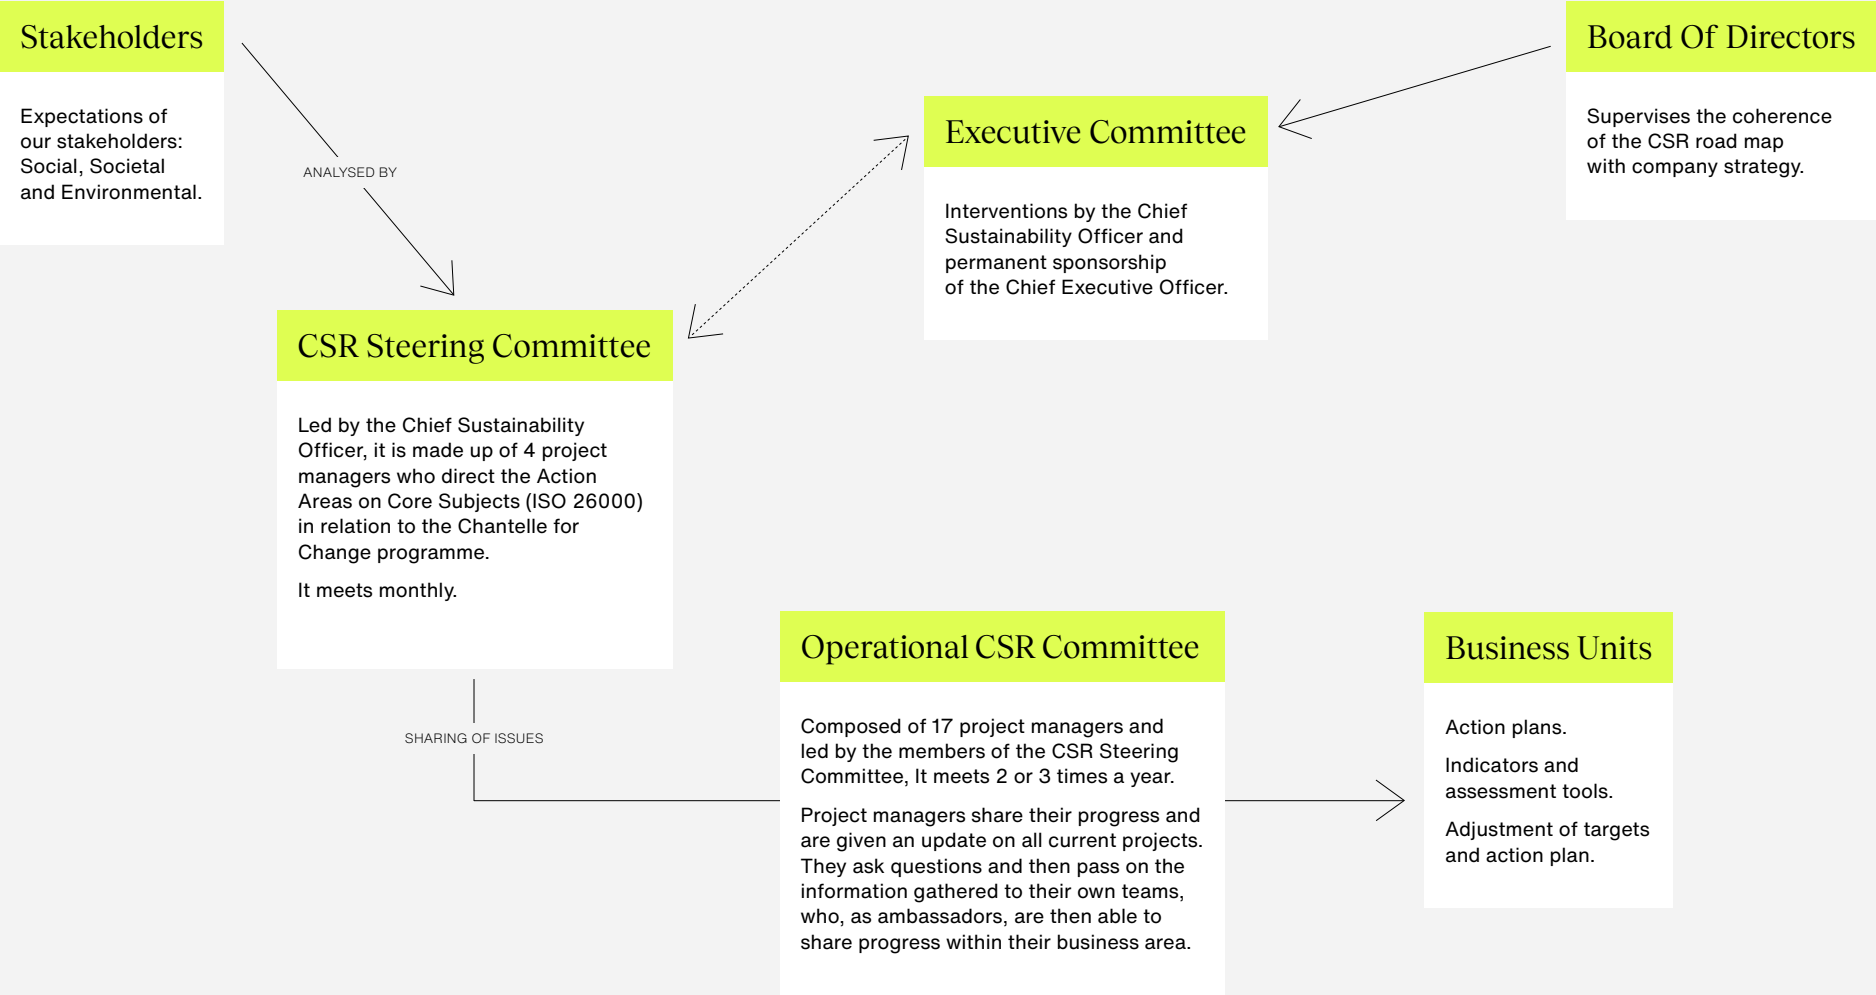 Stakeholders
Expectations of
our stakeholders:
Social, Societal
and Environmental.
ANALYSED BY
Board Of Directors
Supervises the coherence
of the CSR road map
with company strategy.
Executive Committee
Interventions by the Chief
Sustainability Officer and
permanent sponsorship
of the Chief Executive Officer.
CSR Steering Committee
Led by the Chief Sustainability
Officer, it is made up of 4 project
managers who direct the Action
Areas on Core Subjects (ISO 26000)
in relation to the Chantelle for
Change programme.
It meets monthly.
SHARING OF ISSUES
Operational CSR Committee
Composed of 17 project managers and
led by the members of the CSR Steering
Committee, It meets 2 or 3 times a year.
Project managers share their progress and
are given an update on all current projects.
They ask questions and then pass on the
information gathered to their own teams,
who, as ambassadors, are then able to
share progress within their business area.
Business Units
Action plans.
Indicators and
assessment tools.
Adjustment of targets
and action plan.